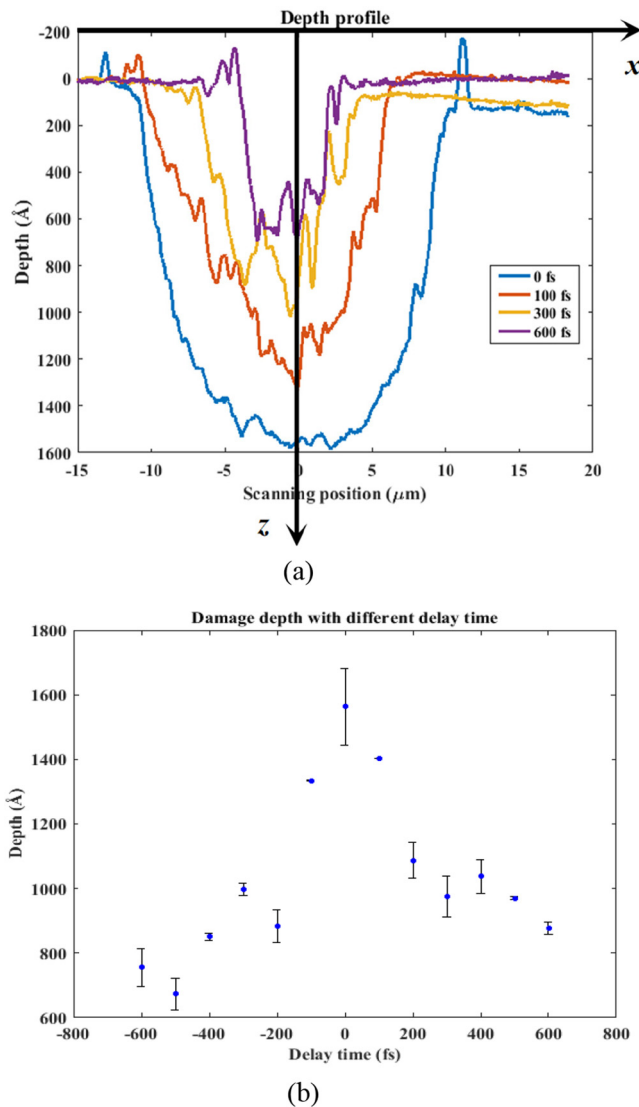 Depth profile
x
-200
0
200
400
600
800
1000
1200
1400
1600
Depth (Å)
0 fs
100 fs
300 fs
600 fs
-15
-10
-5
0
5
10
15
20
Scanning position (μm)
z
(a)
Damage depth with different delay time
1800
1600
1400
1200
1000
800
600
Depth (Å)
-800
-600
-400
-200
0
200
400
600
800
Delay time (fs)
(b)